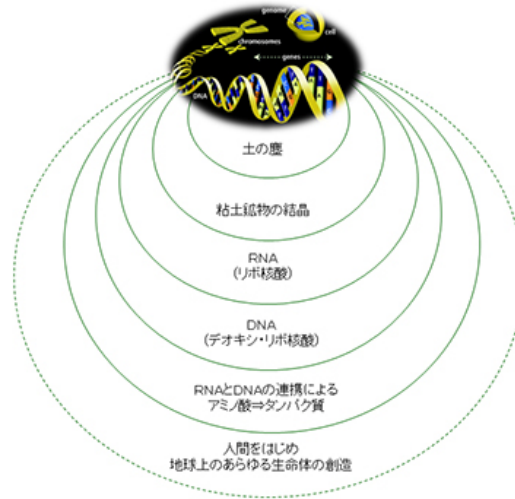 genome
cell
chromosomes
genes
DNA
土の塵
粘土鉱物の結晶
RNA
(リボ核酸)
DNA
(デオキシ・リボ核酸)
RNAとDNAの連携による
アミノ酸⇒タンパク質
人間をはじめ
地球上のあらゆる生命体の創造